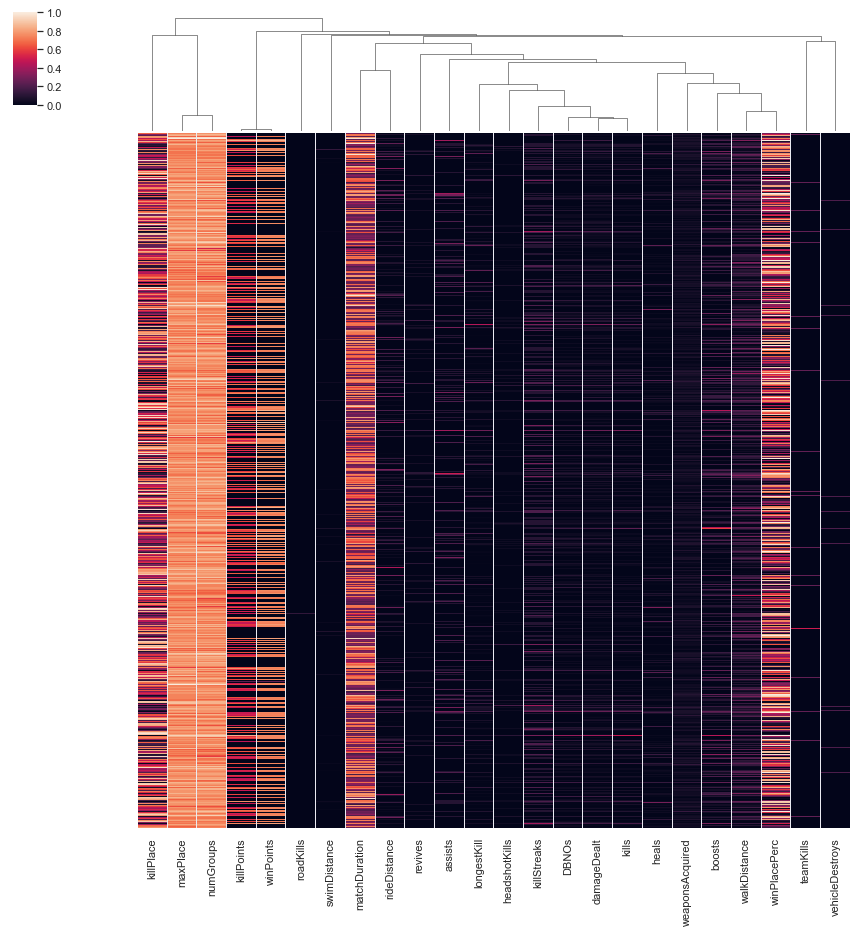 1.0
0.8
0.6
0.4
0.2
0.0
killPlace
maxPlace
numGroups
killPoints
winPoints
roadKills
swimDistance
matchDuration
rideDistance
revives
assists
longestKill
headshotKills
killStreaks
DBNOs
damageDealt
kills
heals
weaponsAcquired
boosts
walkDistance
winPlacePerc
teamKills
vehicleDestroys